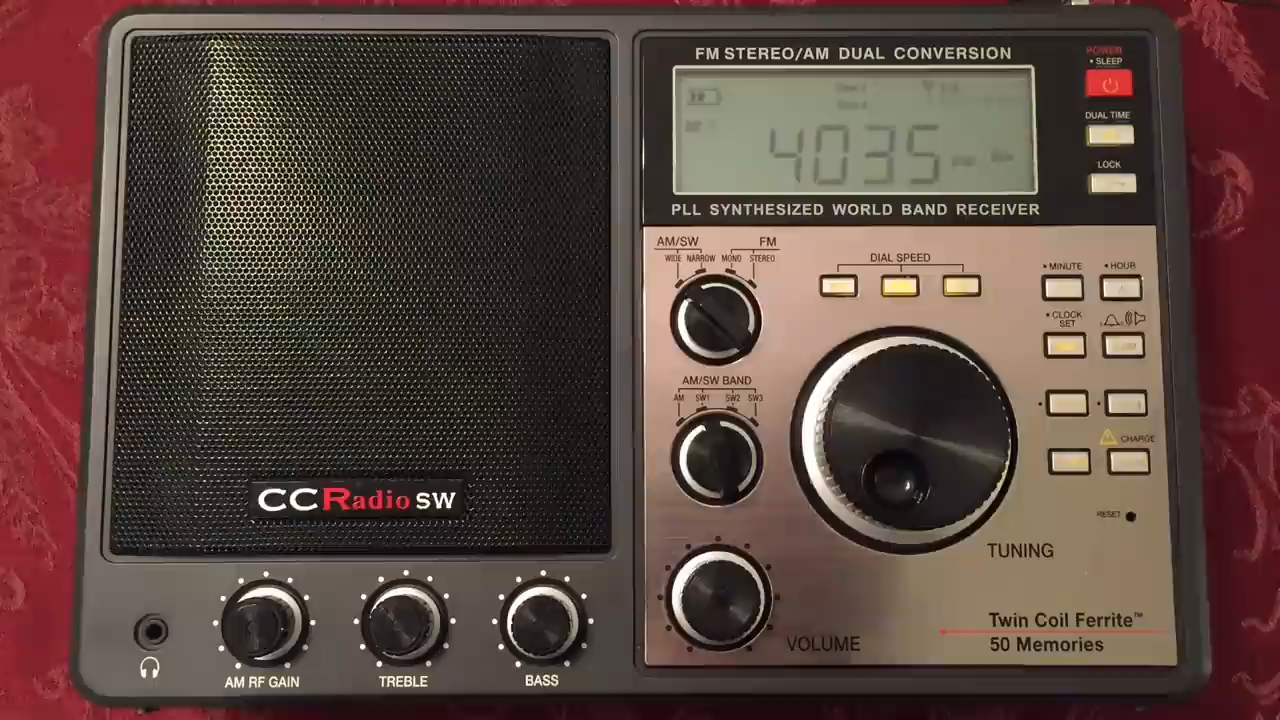 FM STEREO/AM DUAL CONVERSION
POWER
• SLEEP
DUAL TIME
4035
LOCK
PLL SYNTHESIZED WORLD BAND RECEIVER
AM/SW FM
WIDE NARROW MONO STEREO
DIAL SPEED
• MINUTE • HOUR
• CLOCK SET
AM/SW BAND
AM SW1 SW2 SW3
CHARGE
CCRadio SW
RESET
TUNING
Twin Coil Ferrite™
50 Memories
VOLUME
AM RF GAIN TREBLE BASS